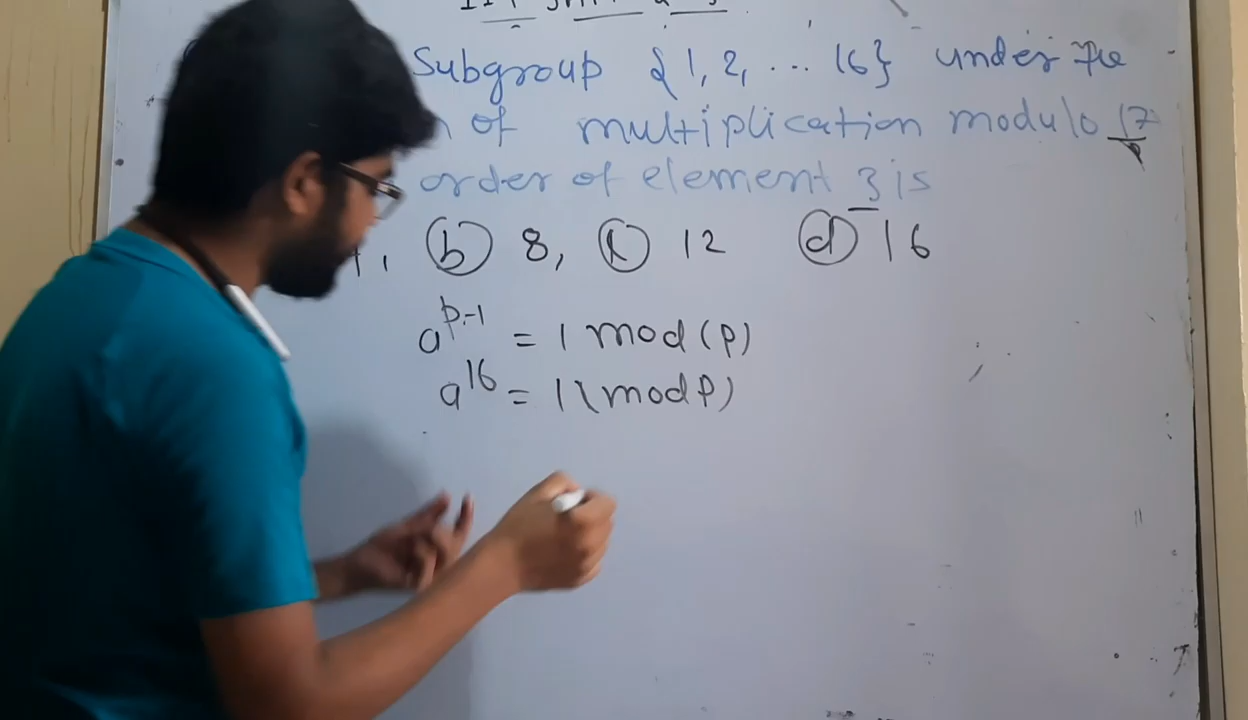 Subgroup {1, 2, ... 16} under the
of multiplication modulo 17
order of element 3 is
(b) 8, (c) 12 (d) 16
a^{p-1} = 1 mod (p)
a^{16} = 1 (mod p)